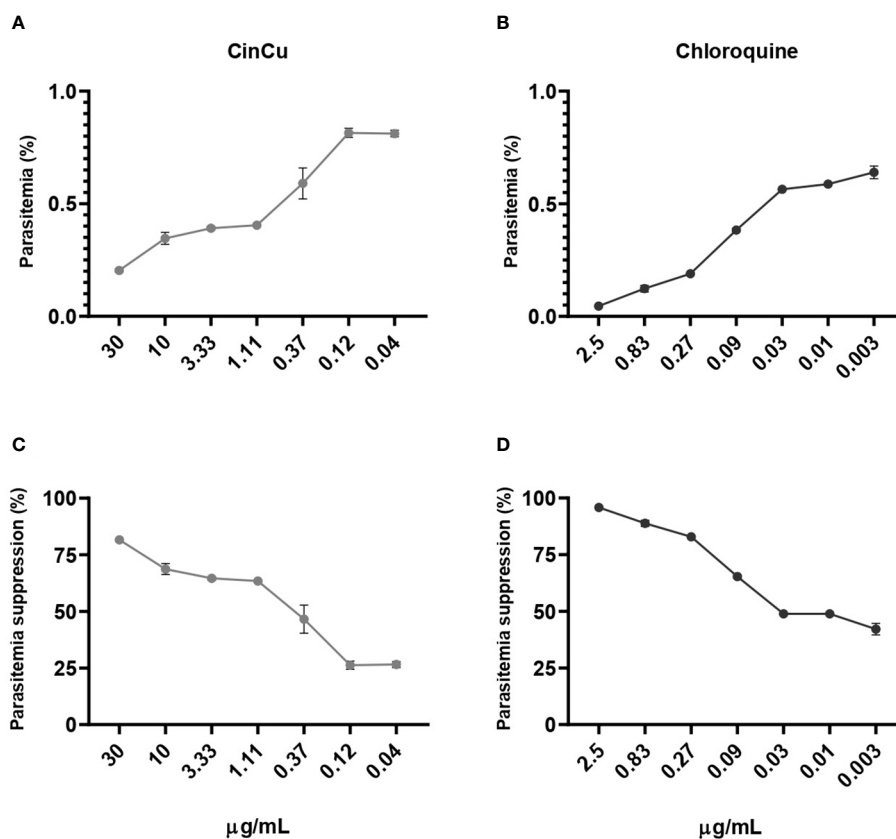 A
CinCu
Parasitemia (%)
1.0
0.5
0.0
30 10 3.33 1.11 0.37 0.12 0.04
B
Chloroquine
Parasitemia (%)
1.0
0.5
0.0
2.5 0.83 0.27 0.09 0.03 0.01 0.003
C
Parasitemia suppression (%)
100
75
50
25
0
30 10 3.33 1.11 0.37 0.12 0.04
μg/mL
D
Parasitemia suppression (%)
100
75
50
25
0
2.5 0.83 0.27 0.09 0.03 0.01 0.003
μg/mL